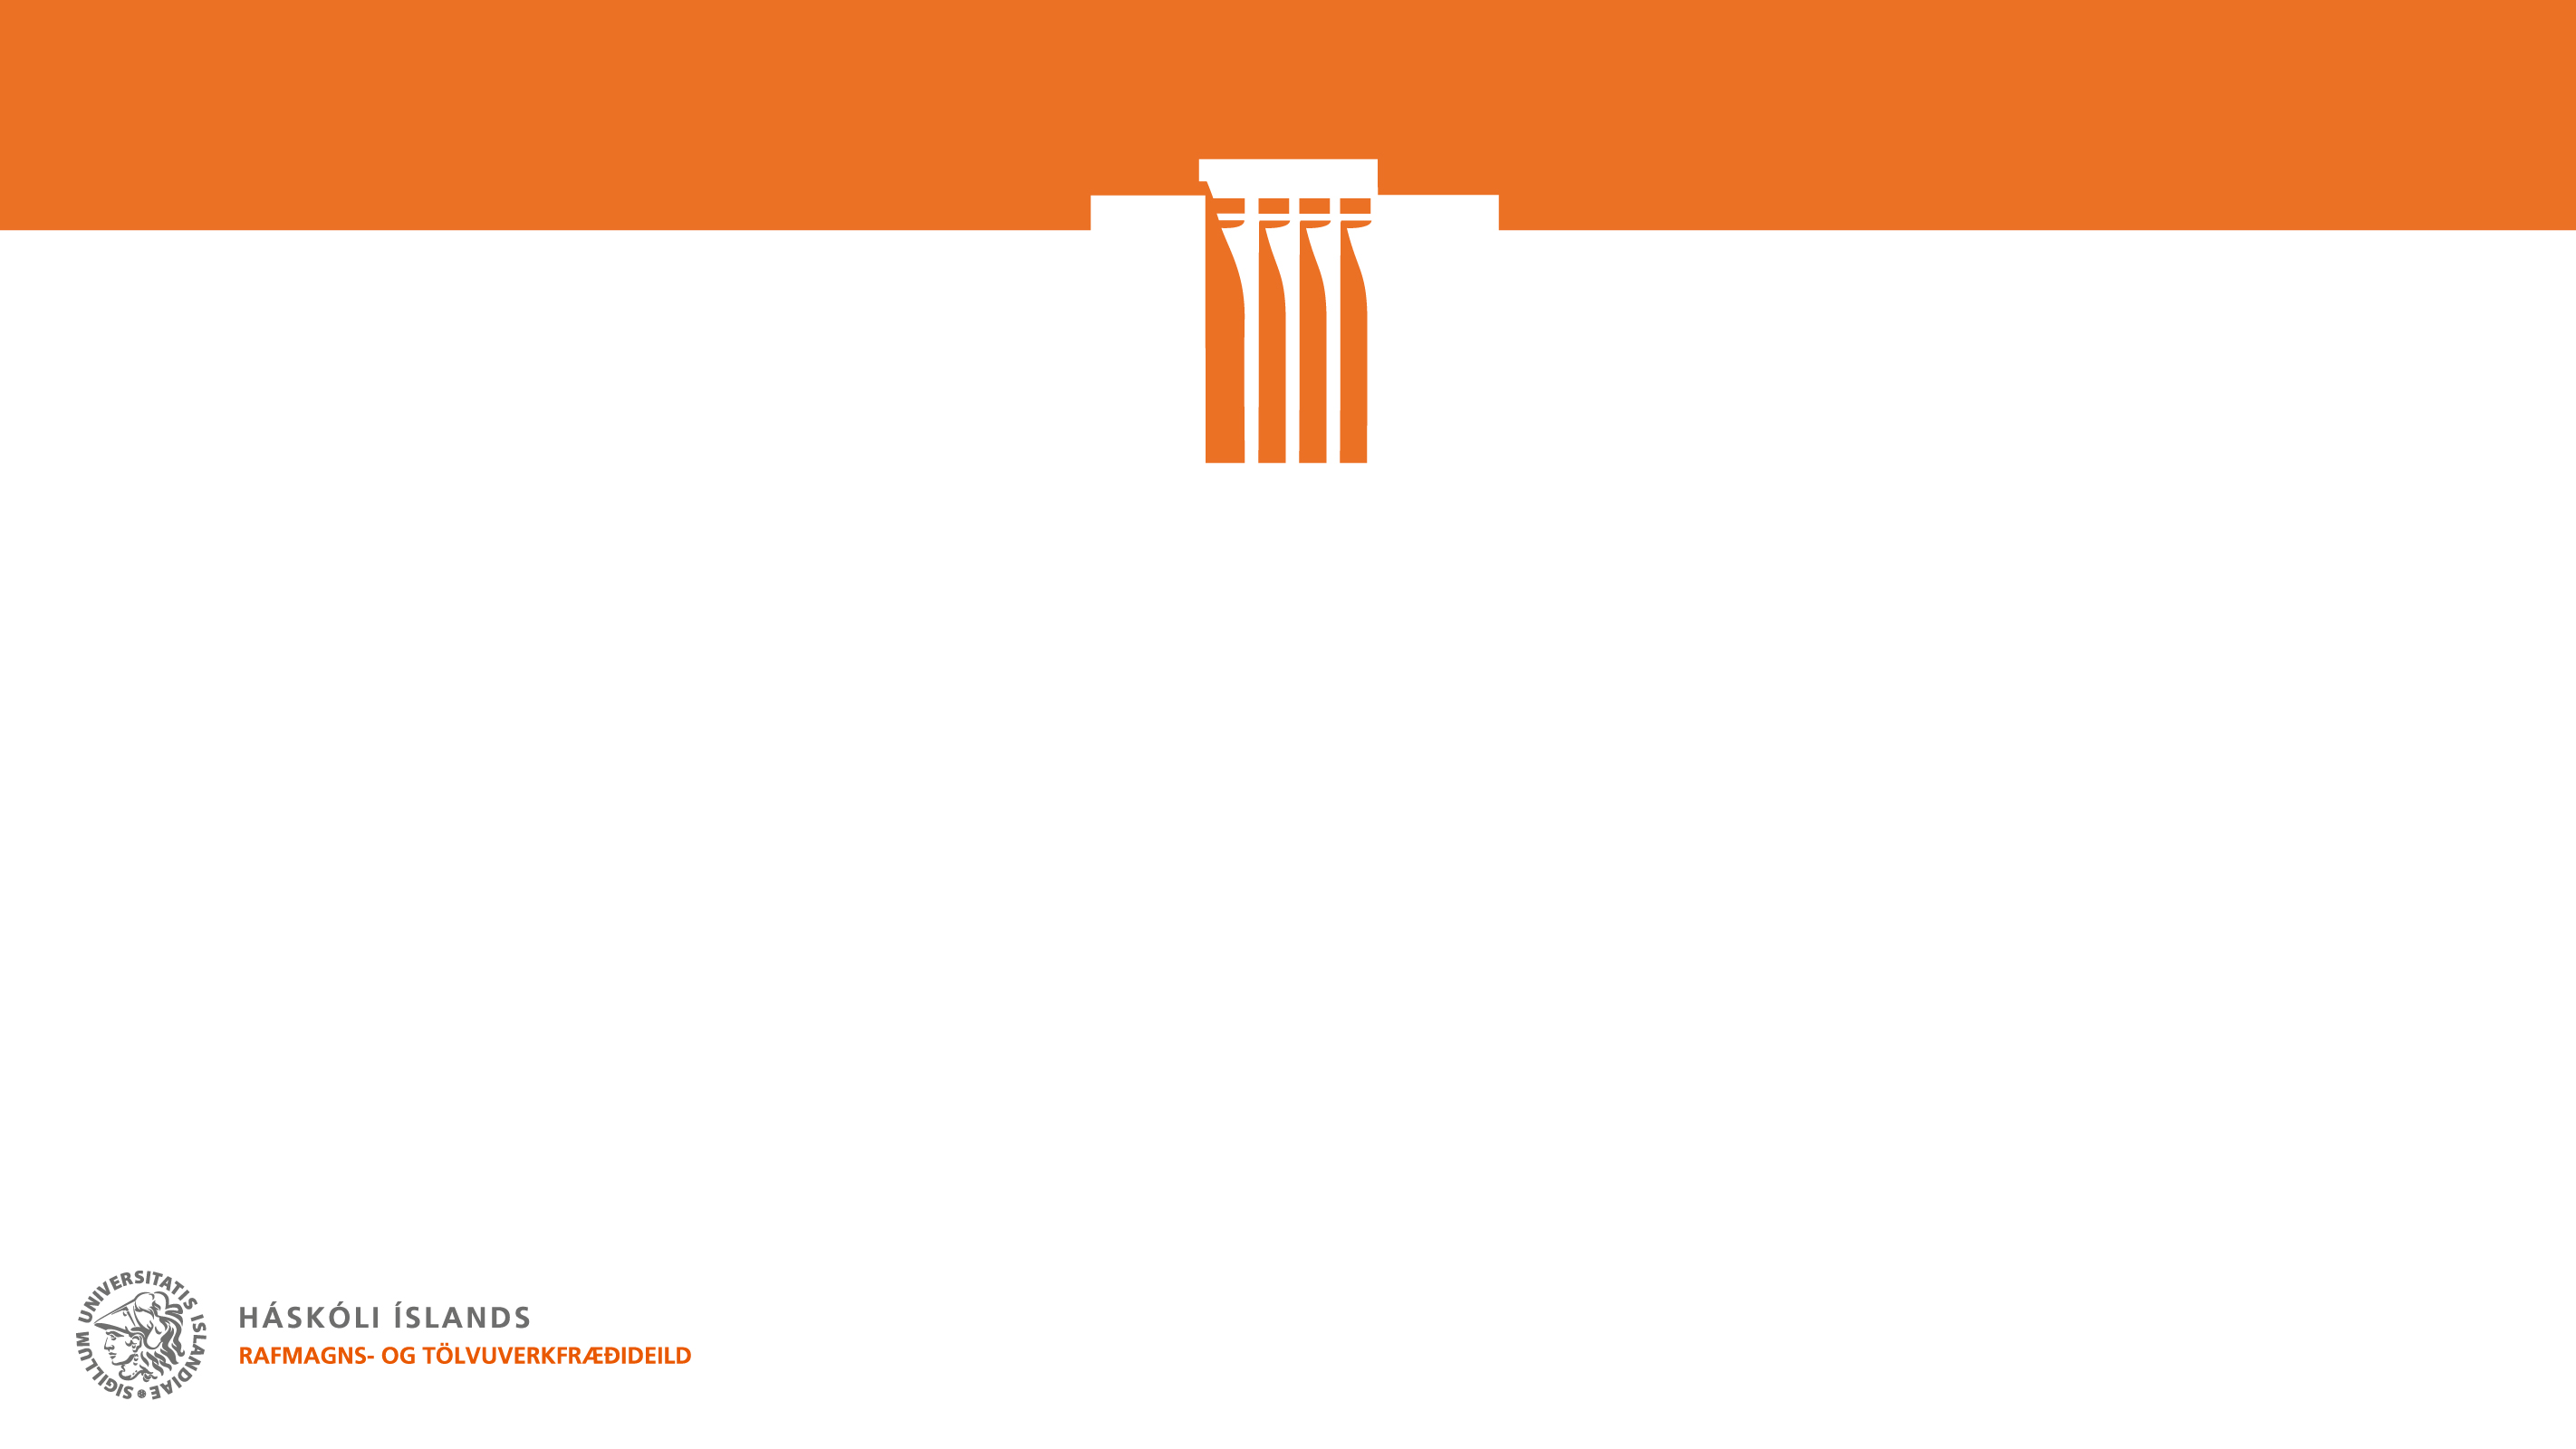 SIGILLUM UNIVERSITATIS ISLANDIAE
HÁSKÓLI ÍSLANDS
RAFMAGNS- OG TÖLVUVERKFRÆÐIDEILD